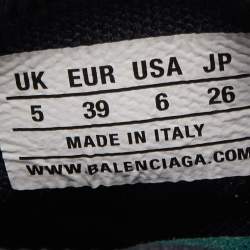 UK EUR USA JP
5 39 6 26
MADE IN ITALY
WWW.BALENCIAGA.COM